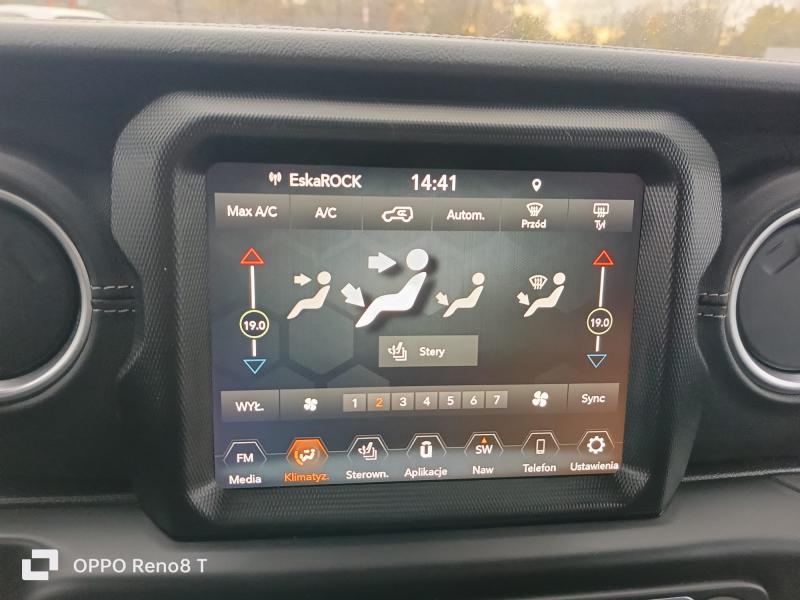 EskaROCK 14:41
Max A/C A/C Autom. Przód Tył
19.0 19.0
Stery
WYŁ. 1 2 3 4 5 6 7 Sync
FM SW
Media Klimatyz. Sterown. Aplikacje Naw Telefon Ustawienia
OPPO Reno8 T